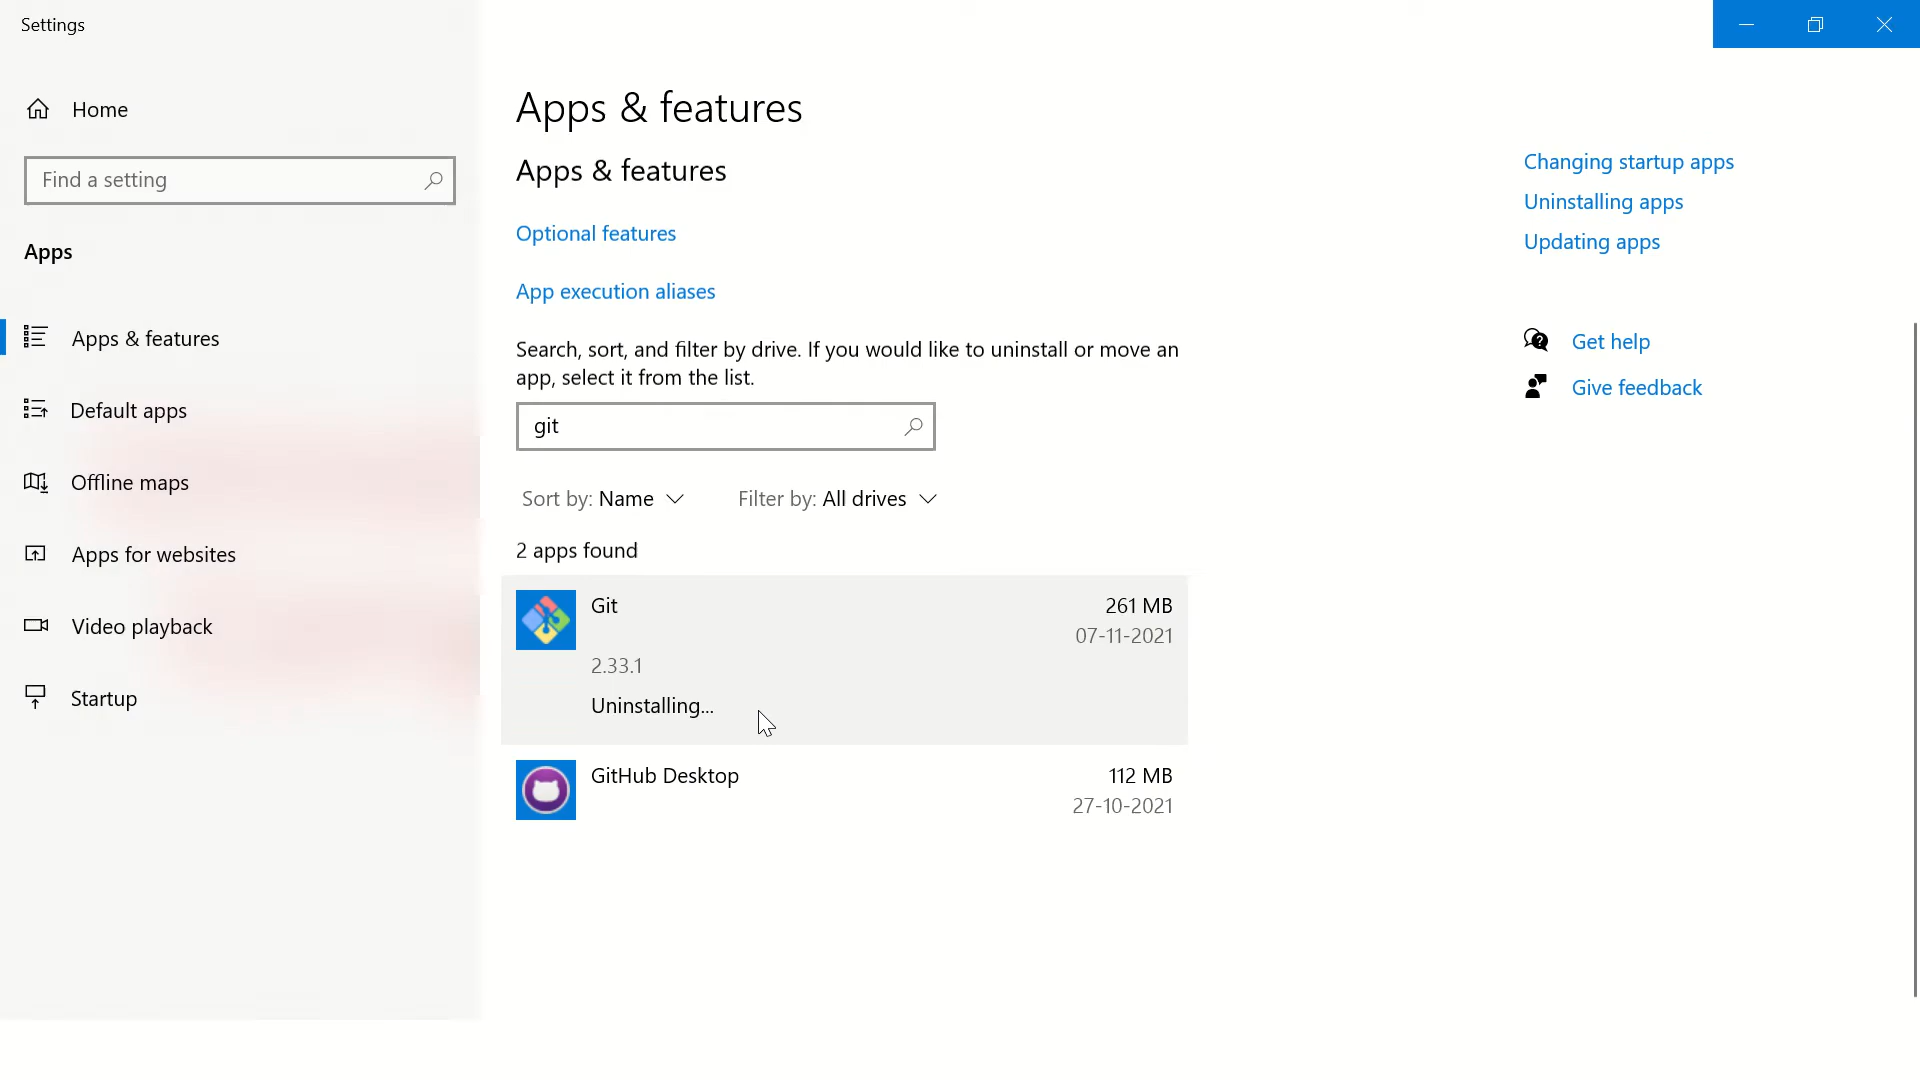 Settings
Home
Find a setting
Apps
Apps & features
Default apps
Offline maps
Apps for websites
Video playback
Startup
Apps & features
Apps & features
Optional features
App execution aliases
Search, sort, and filter by drive. If you would like to uninstall or move an
app, select it from the list.
git
Sort by: Name Filter by: All drives
2 apps found
Git 261 MB
07-11-2021
2.33.1
Uninstalling...
GitHub Desktop 112 MB
27-10-2021
Changing startup apps
Uninstalling apps
Updating apps
Get help
Give feedback